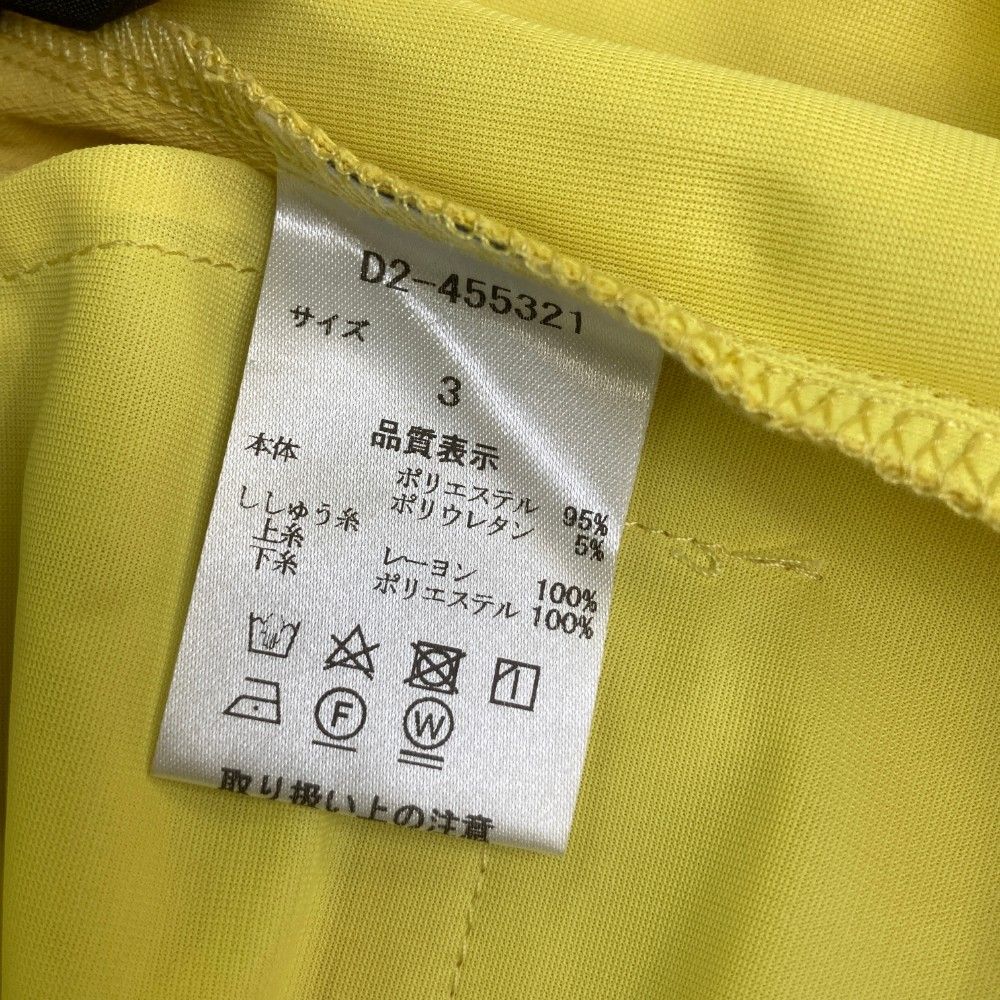 D2-455321
サイズ
3
品質表示
本体 ポリエステル 95%
ポリウレタン 5%
ししゅう糸
上糸 レーヨン 100%
下糸 ポリエステル 100%
F W
取り扱い上の注意